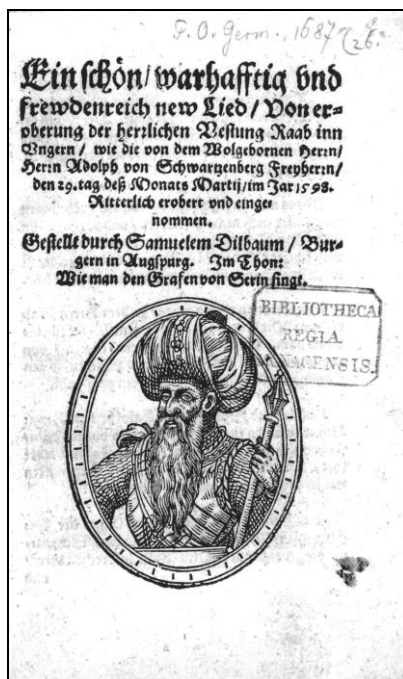 P. O. Germ. 1687
26.
Ein schön/ warhafftig vnd
frewdenreich new Lied / Von er-
oberung der herzlichen Vestung Raab inn
Vngern / wie die von dem Wolgebornen Herrn/
Herrn Adolph von Schwartzenberg Freyherrn/
den 29. tag deß Monats Martij/ im Jar 1598.
Ritterlich erobert vnd einge-
nommen.
Gestellt durch Samuelem Dilbaum / Bur-
gern in Augspurg. Im Thon:
Wie man den Grafen von Serin singt.
BIBLIOTHECA
REGIA
MONACENSIS.